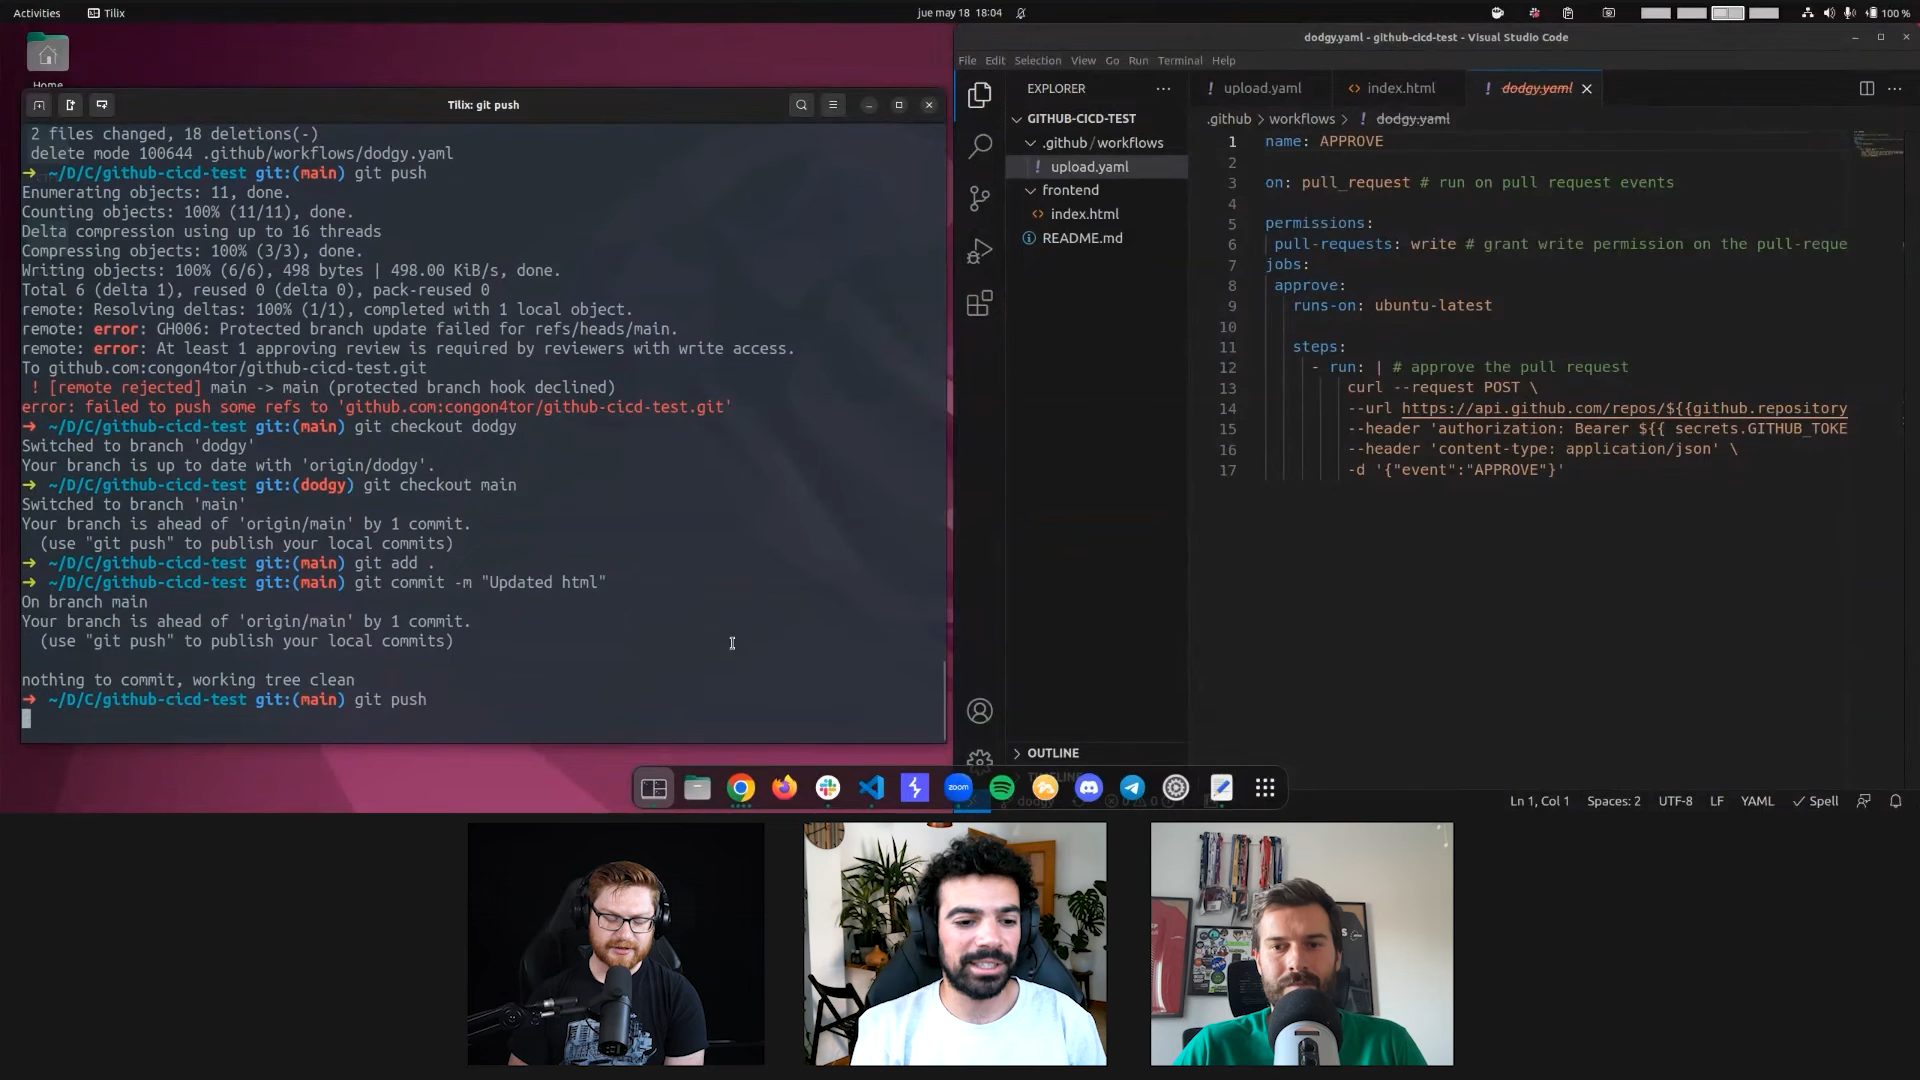 Activities
Tilix
jue may 18 18:04
100 %
Home
Tilix: git push
2 files changed, 18 deletions(-)
delete mode 100644 .github/workflows/dodgy.yaml
➜ ~/D/C/github-cicd-test git:(main) git push
Enumerating objects: 11, done.
Counting objects: 100% (11/11), done.
Delta compression using up to 16 threads
Compressing objects: 100% (3/3), done.
Writing objects: 100% (6/6), 498 bytes | 498.00 KiB/s, done.
Total 6 (delta 1), reused 0 (delta 0), pack-reused 0
remote: Resolving deltas: 100% (1/1), completed with 1 local object.
remote: error: GH006: Protected branch update failed for refs/heads/main.
remote: error: At least 1 approving review is required by reviewers with write access.
To github.com:congon4tor/github-cicd-test.git
! [remote rejected] main -> main (protected branch hook declined)
error: failed to push some refs to 'github.com:congon4tor/github-cicd-test.git'
➜ ~/D/C/github-cicd-test git:(main) git checkout dodgy
Switched to branch 'dodgy'
Your branch is up to date with 'origin/dodgy'.
➜ ~/D/C/github-cicd-test git:(dodgy) git checkout main
Switched to branch 'main'
Your branch is ahead of 'origin/main' by 1 commit.
(use "git push" to publish your local commits)
➜ ~/D/C/github-cicd-test git:(main) git add .
➜ ~/D/C/github-cicd-test git:(main) git commit -m "Updated html"
On branch main
Your branch is ahead of 'origin/main' by 1 commit.
(use "git push" to publish your local commits)
nothing to commit, working tree clean
➜ ~/D/C/github-cicd-test git:(main) git push
dodgy.yaml - github-cicd-test - Visual Studio Code
File Edit Selection View Go Run Terminal Help
EXPLORER
GITHUB-CICD-TEST
.github / workflows
upload.yaml
frontend
index.html
README.md
OUTLINE
TIMELINE
upload.yaml
index.html
dodgy.yaml
.github > workflows > dodgy.yaml
1 name: APPROVE
2
3 on: pull_request # run on pull request events
4
5 permissions:
6 pull-requests: write # grant write permission on the pull-reque
7 jobs:
8 approve:
9 runs-on: ubuntu-latest
10
11 steps:
12 - run: | # approve the pull request
13 curl --request POST \
14 --url https://api.github.com/repos/${{github.repository
15 --header 'authorization: Bearer ${{ secrets.GITHUB_TOKE
16 --header 'content-type: application/json' \
17 -d '{"event":"APPROVE"}'
zoom
dodgy
Ln 1, Col 1
Spaces: 2
UTF-8
LF
YAML
Spell